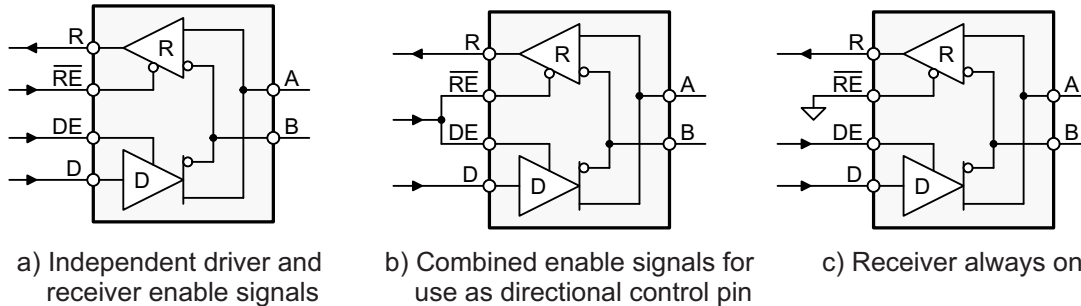 R
R
RE
A
B
DE
D
D
a) Independent driver and
receiver enable signals
R
R
RE
A
DE
B
D
D
b) Combined enable signals for
use as directional control pin
R
R
RE
A
B
DE
D
D
c) Receiver always on